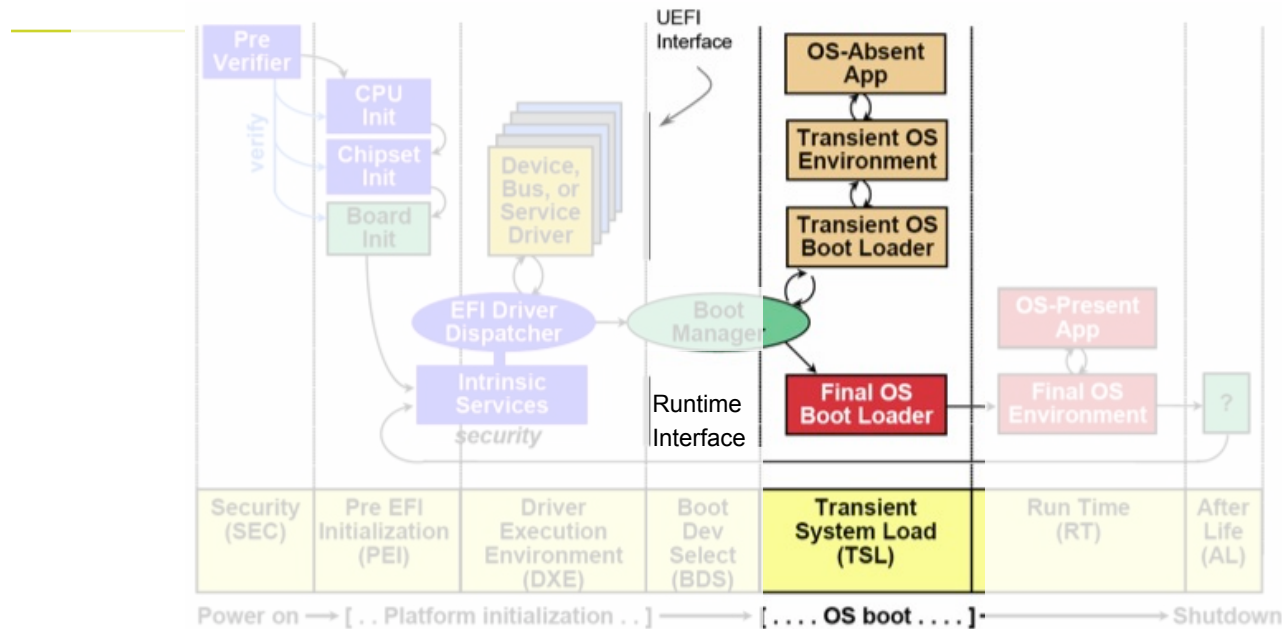 UEFI
Interface
Pre
Verifier
verify
CPU
Init
Chipset
Init
Board
Init
Device,
Bus, or
Service
Driver
EFI Driver
Dispatcher
Intrinsic
Services
security
Boot
Manager
Runtime
Interface
OS-Absent
App
Transient OS
Environment
Transient OS
Boot Loader
Final OS
Boot Loader
OS-Present
App
Final OS
Environment
?
Security
(SEC)
Pre EFI
Initialization
(PEI)
Driver
Execution
Environment
(DXE)
Boot
Dev
Select
(BDS)
Transient
System Load
(TSL)
Run Time
(RT)
After
Life
(AL)
Power on [ . . Platform initialization . . ] [ . . . . OS boot . . . . ] Shutdown